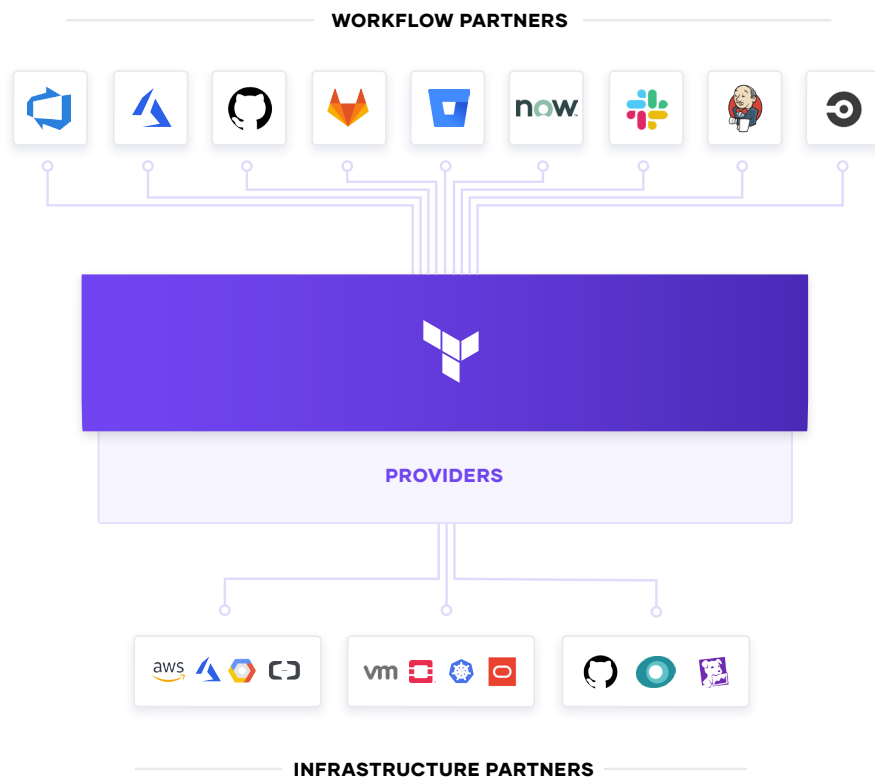 WORKFLOW PARTNERS
now
PROVIDERS
aws
vm
INFRASTRUCTURE PARTNERS